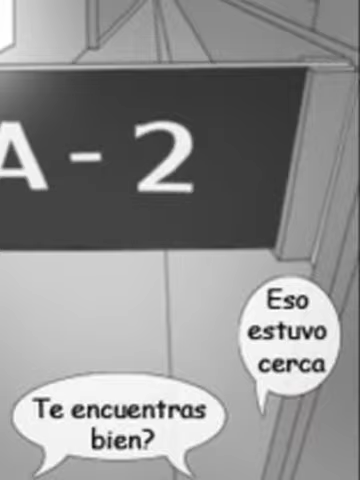 A - 2
Eso
estuvo
cerca
Te encuentras
bien?